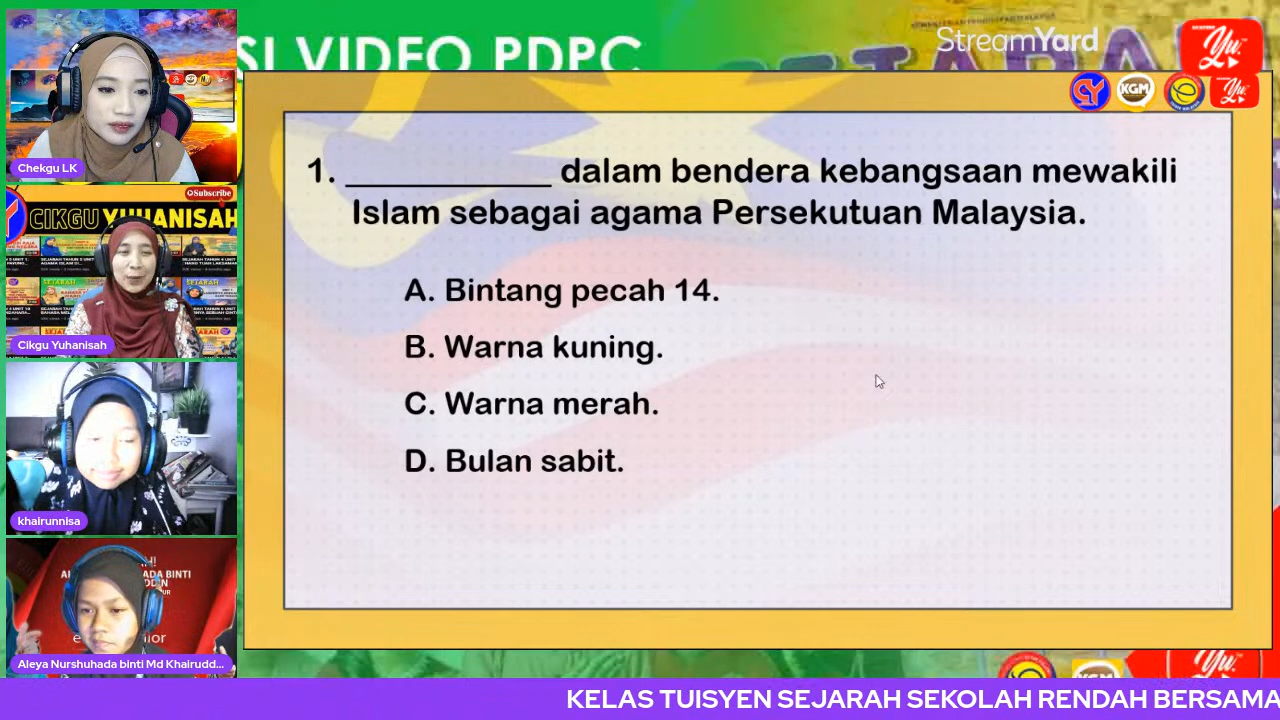 SI VIDEO PDPC
StreamYard
KGM
1. ____________ dalam bendera kebangsaan mewakili
Islam sebagai agama Persekutuan Malaysia.
A. Bintang pecah 14.
B. Warna kuning.
C. Warna merah.
D. Bulan sabit.
Chekgu LK
Subscribe
CIKGU YUHANISAH
Cikgu Yuhanisah
khairunnisa
Aleya Nurshuhada binti Md Khairudd...
KELAS TUISYEN SEJARAH SEKOLAH RENDAH BERSAMA